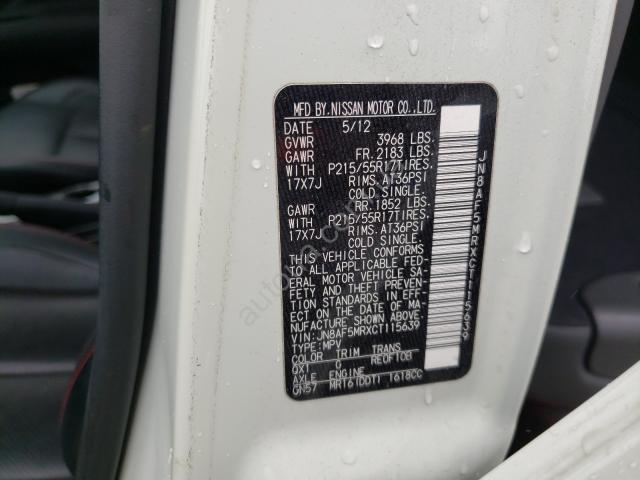 MFD BY.NISSAN MOTOR CO.,LTD.
DATE 5/12
GVWR 3968 LBS.
GAWR FR.2183 LBS.
WITH P215/55R17TIRES,
17X7J RIMS,AT36PSI
COLD SINGLE.
GAWR RR.1852 LBS.
WITH P215/55R17TIRES,
17X7J RIMS,AT36PSI
COLD SINGLE.
THIS VEHICLE CONFORMS
TO ALL APPLICABLE FED-
ERAL MOTOR VEHICLE SA-
FETY AND THEFT PREVEN-
TION STANDARDS IN EFF-
ECT ON THE DATE OF MA-
NUFACTURE SHOWN ABOVE.
VIN:JN8AF5MRXCT115639
TYPE:MPV
COLOR TRIM TRANS
QX1 G RE0F10B
AXLE ENGINE
GN57 MR16(DDT) 1618CC
JN8AF5MRXCT115639